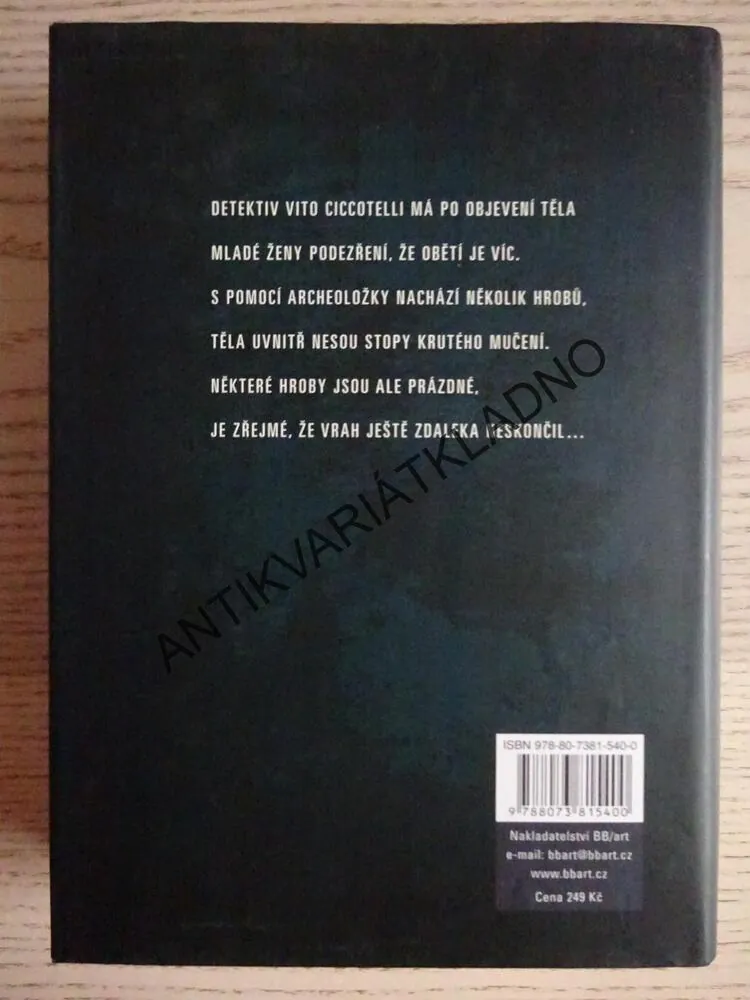 DETEKTIV VITO CICCOTELLI MÁ PO OBJEVENÍ TĚLA
MLADÉ ŽENY PODEZŘENÍ, ŽE OBĚTÍ JE VÍC.
S POMOCÍ ARCHEOLOŽKY NACHÁZÍ NĚKOLIK HROBŮ,
TĚLA UVNITŘ NESOU STOPY KRUTÉHO MUČENÍ.
NĚKTERÉ HROBY JSOU ALE PRÁZDNÉ,
JE ZŘEJMÉ, ŽE VRAH JEŠTĚ ZDALEKA NESKONČIL...
ANTIKVARIÁTKLADNO
ISBN 978-80-7381-540-0
9 788073 815400
Nakladatelství BB/art
e-mail: bbart@bbart.cz
www.bbart.cz
Cena 249 Kč